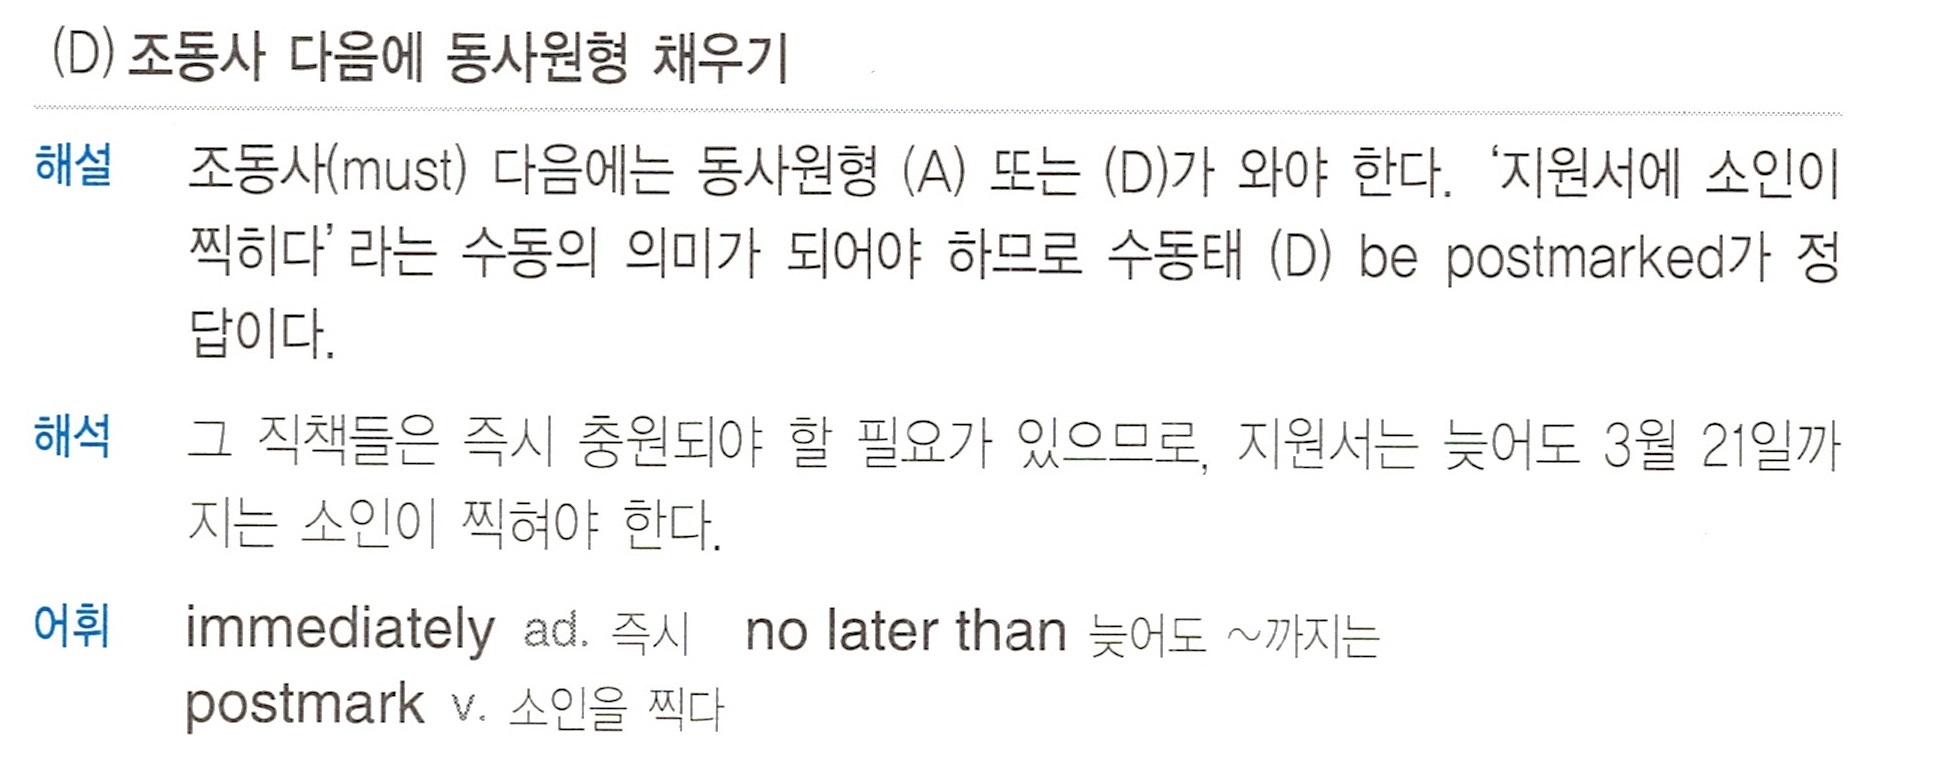 (D) 조동사 다음에 동사원형 채우기
해설 조동사(must) 다음에는 동사원형 (A) 또는 (D)가 와야 한다. ‘지원서에 소인이
찍히다’라는 수동의 의미가 되어야 하므로 수동태 (D) be postmarked가 정
답이다.
해석 그 직책들은 즉시 충원되야 할 필요가 있으므로, 지원서는 늦어도 3월 21일까
지는 소인이 찍혀야 한다.
어휘 immediately ad. 즉시 no later than 늦어도 ~까지는
postmark v. 소인을 찍다